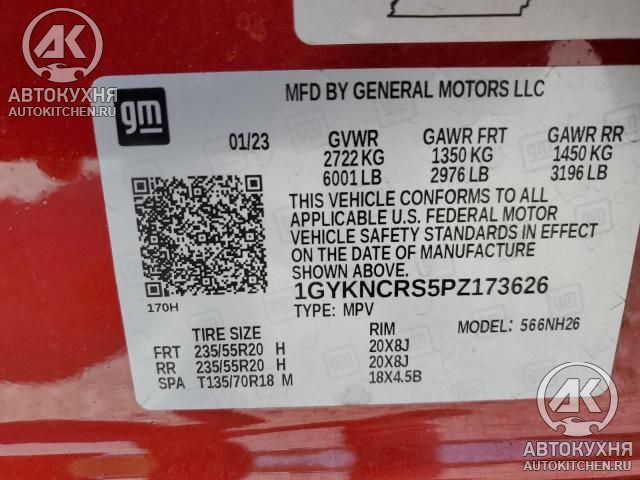 AK
АВТОКУХНЯ
AUTOKITCHEN.RU
gm
MFD BY GENERAL MOTORS LLC
01/23 GVWR GAWR FRT GAWR RR
2722 KG 1350 KG 1450 KG
6001 LB 2976 LB 3196 LB
THIS VEHICLE CONFORMS TO ALL
APPLICABLE U.S. FEDERAL MOTOR
VEHICLE SAFETY STANDARDS IN EFFECT
ON THE DATE OF MANUFACTURE
SHOWN ABOVE.
170H
1GYKNCRS5PZ173626
TYPE: MPV MODEL: 566NH26
TIRE SIZE RIM
FRT 235/55R20 H 20X8J
RR 235/55R20 H 20X8J
SPA T135/70R18 M 18X4.5B
AK
АВТОКУХНЯ
AUTOKITCHEN.RU